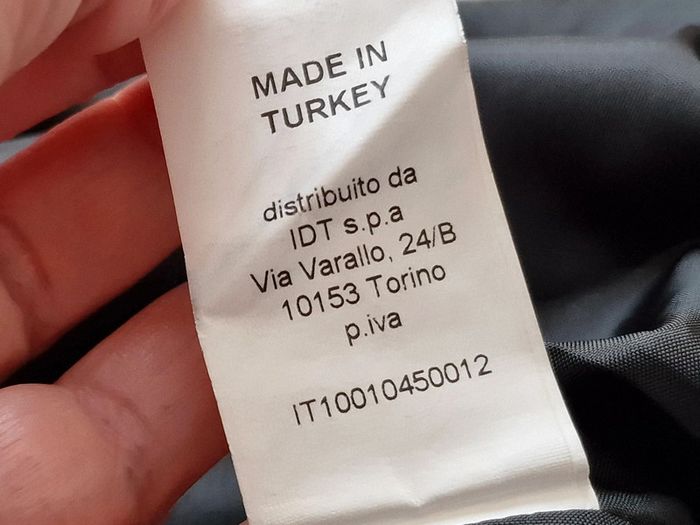 MADE IN
TURKEY
distribuito da
IDT s.p.a
Via Varallo, 24/B
10153 Torino
p.iva
IT10010450012